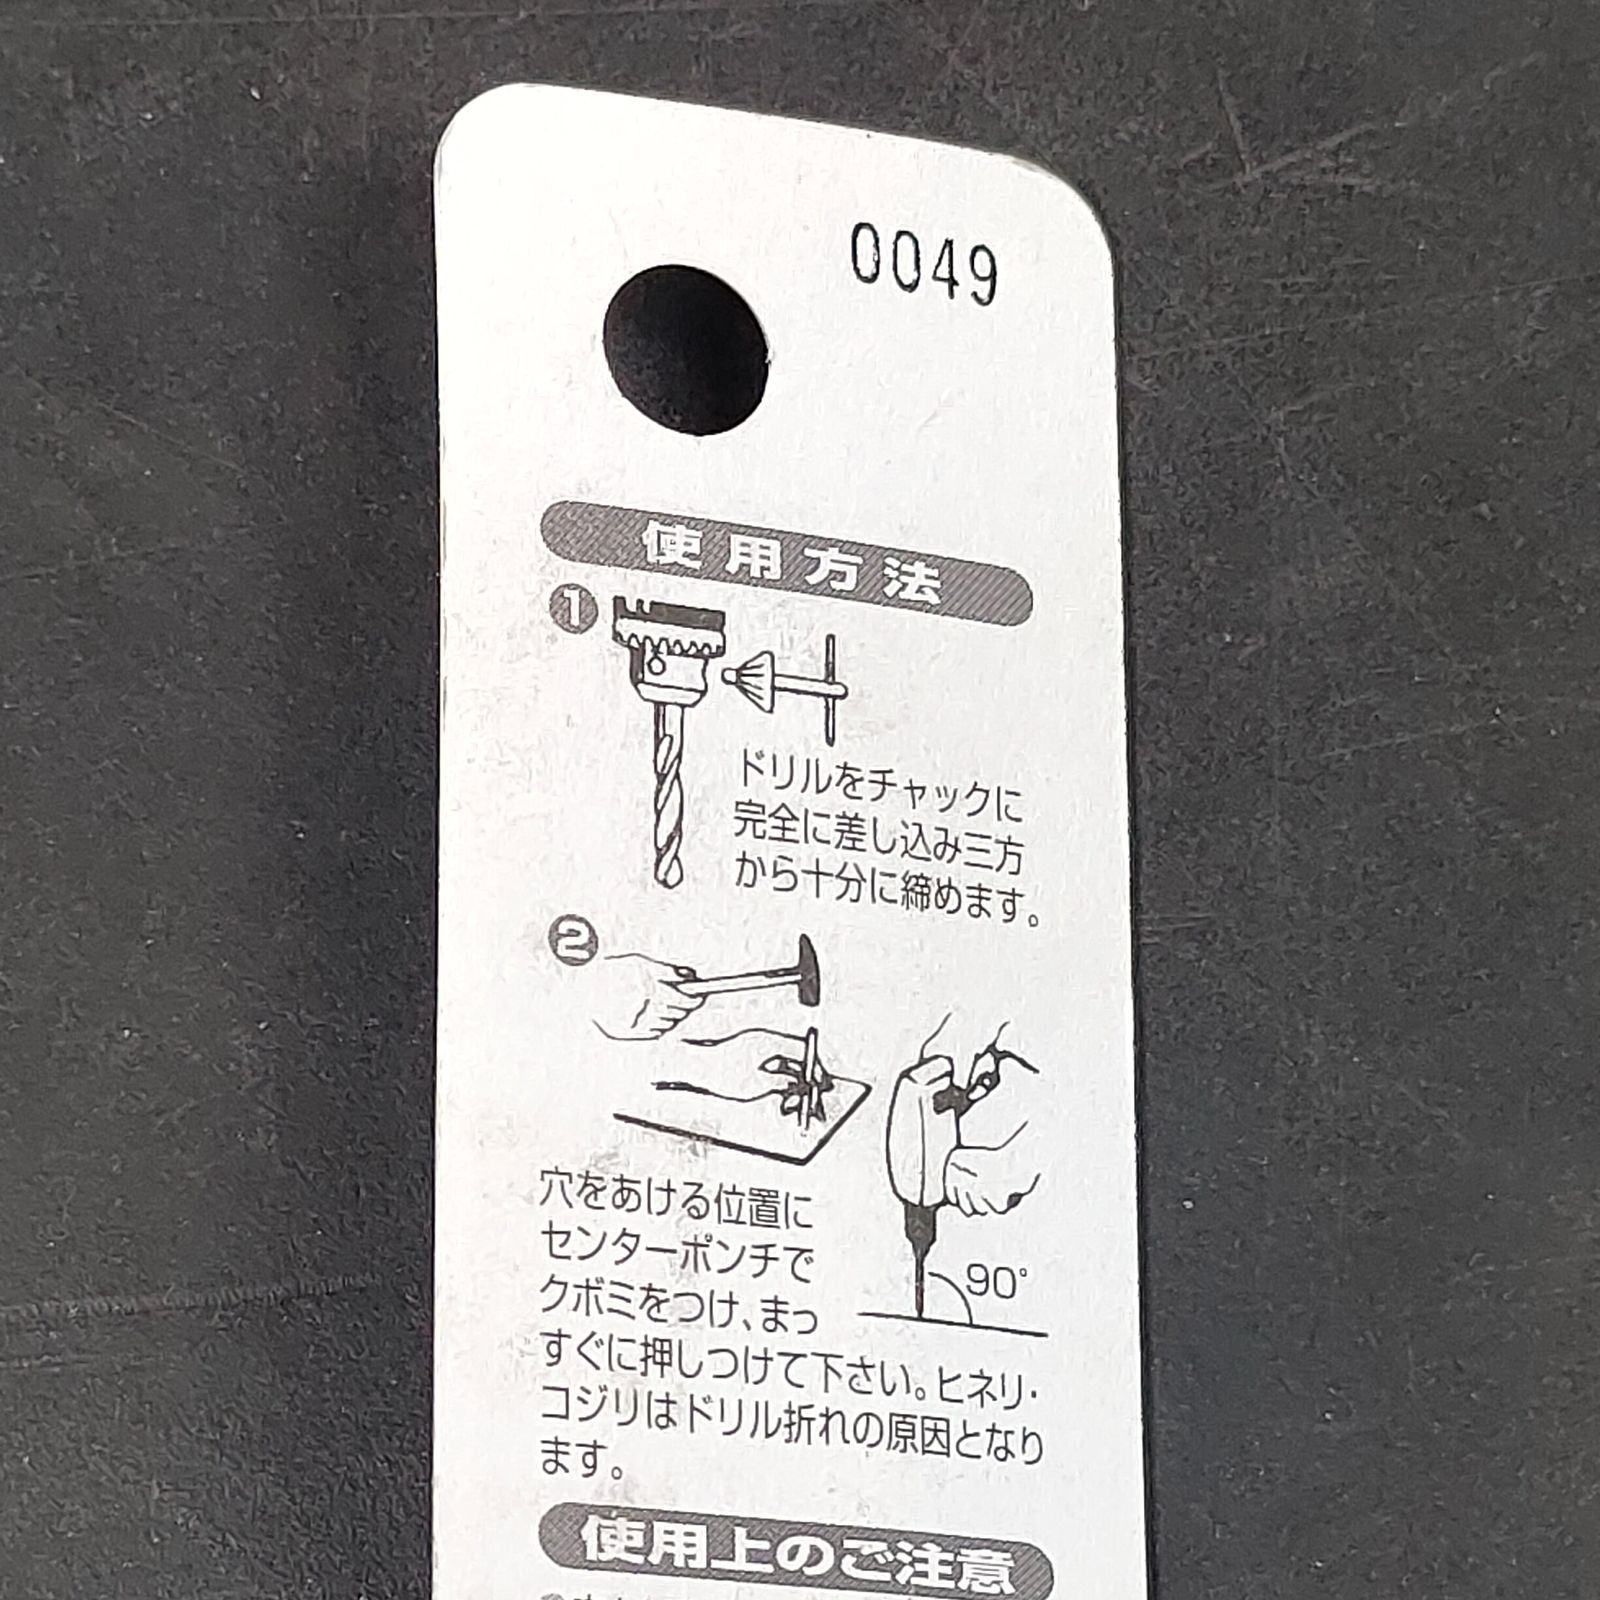 0049
使用方法
1
ドリルをチャックに
完全に差し込み三方
から十分に締めます。
2
穴をあける位置に
センターポンチで
クボミをつけ、まっ
すぐに押しつけて下さい。ヒネリ・
コジリはドリル折れの原因となり
ます。
90°
使用上のご注意